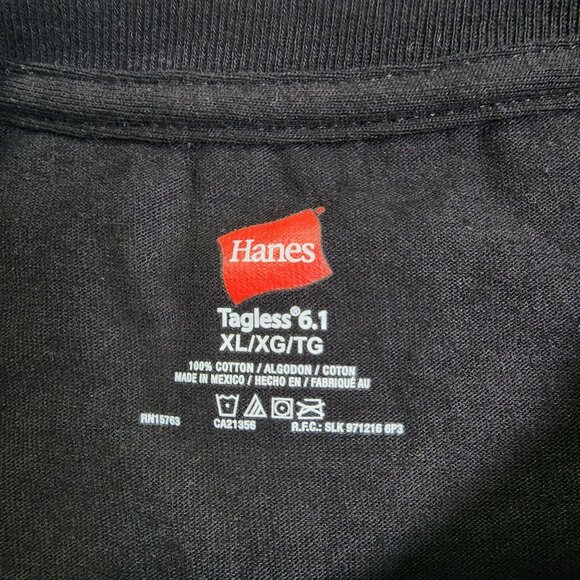 Hanes
Tagless®6.1
XL/XG/TG
100% COTTON / ALGODON / COTON
MADE IN MEXICO / HECHO EN / FABRIQUÉ AU
RN15763 CA21356 R.F.C.: SLK 971216 6P3